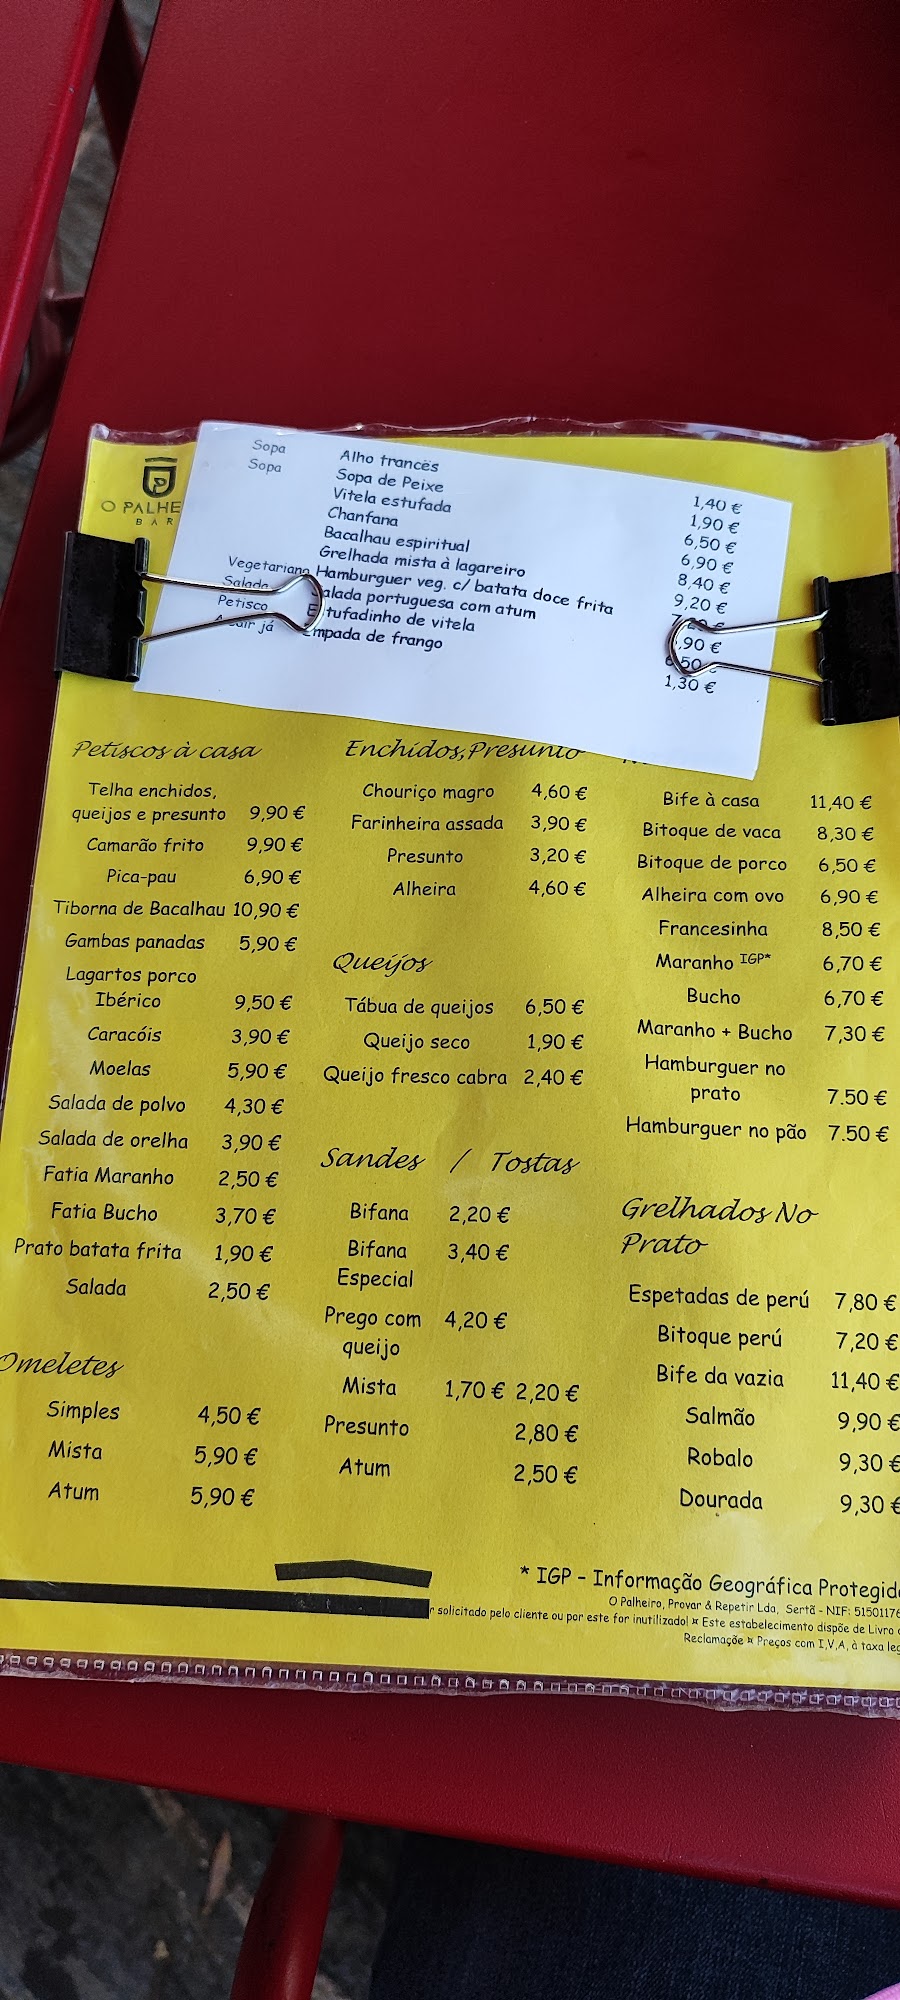 O PALHE
BAR
Sopa Alho francês 1,40 €
Sopa Sopa de Peixe 1,90 €
Vitela estufada 6,50 €
Chanfana 6,90 €
Bacalhau espiritual 8,40 €
Grelhada mista à lagareiro 9,20 €
Vegetariano Hamburguer veg. c/ batata doce frita
Salada alada portuguesa com atum ,90 €
Petisco E tufadinho de vitela
já mpada de frango 1,30 €
Petiscos à casa
Telha enchidos,
queijos e presunto 9,90 €
Camarão frito 9,90 €
Pica-pau 6,90 €
Tiborna de Bacalhau 10,90 €
Gambas panadas 5,90 €
Lagartos porco
Ibérico 9,50 €
Caracóis 3,90 €
Moelas 5,90 €
Salada de polvo 4,30 €
Salada de orelha 3,90 €
Fatia Maranho 2,50 €
Fatia Bucho 3,70 €
Prato batata frita 1,90 €
Salada 2,50 €
Omeletes
Simples 4,50 €
Mista 5,90 €
Atum 5,90 €
Enchidos,Presunto
Chouriço magro 4,60 €
Farinheira assada 3,90 €
Presunto 3,20 €
Alheira 4,60 €
Queijos
Tábua de queijos 6,50 €
Queijo seco 1,90 €
Queijo fresco cabra 2,40 €
Sandes / Tostas
Bifana 2,20 €
Bifana 3,40 €
Especial
Prego com 4,20 €
queijo
Mista 1,70 € 2,20 €
Presunto 2,80 €
Atum 2,50 €
Bife à casa 11,40 €
Bitoque de vaca 8,30 €
Bitoque de porco 6,50 €
Alheira com ovo 6,90 €
Francesinha 8,50 €
Maranho IGP* 6,70 €
Bucho 6,70 €
Maranho + Bucho 7,30 €
Hamburguer no
prato 7.50 €
Hamburguer no pão 7.50 €
Grelhados No
Prato
Espetadas de perú 7,80 €
Bitoque perú 7,20 €
Bife da vazia 11,40 €
Salmão 9,90 €
Robalo 9,30 €
Dourada 9,30 €
* IGP - Informação Geográfica Protegid
O Palheiro, Provar & Repetir Lda, Sertã - NIF: 51501176
r solicitado pelo cliente ou por este for inutilizado! ¤ Este estabelecimento dispõe de Livro
Reclamaçõe ¤ Preços com I.V.A, à taxa leg